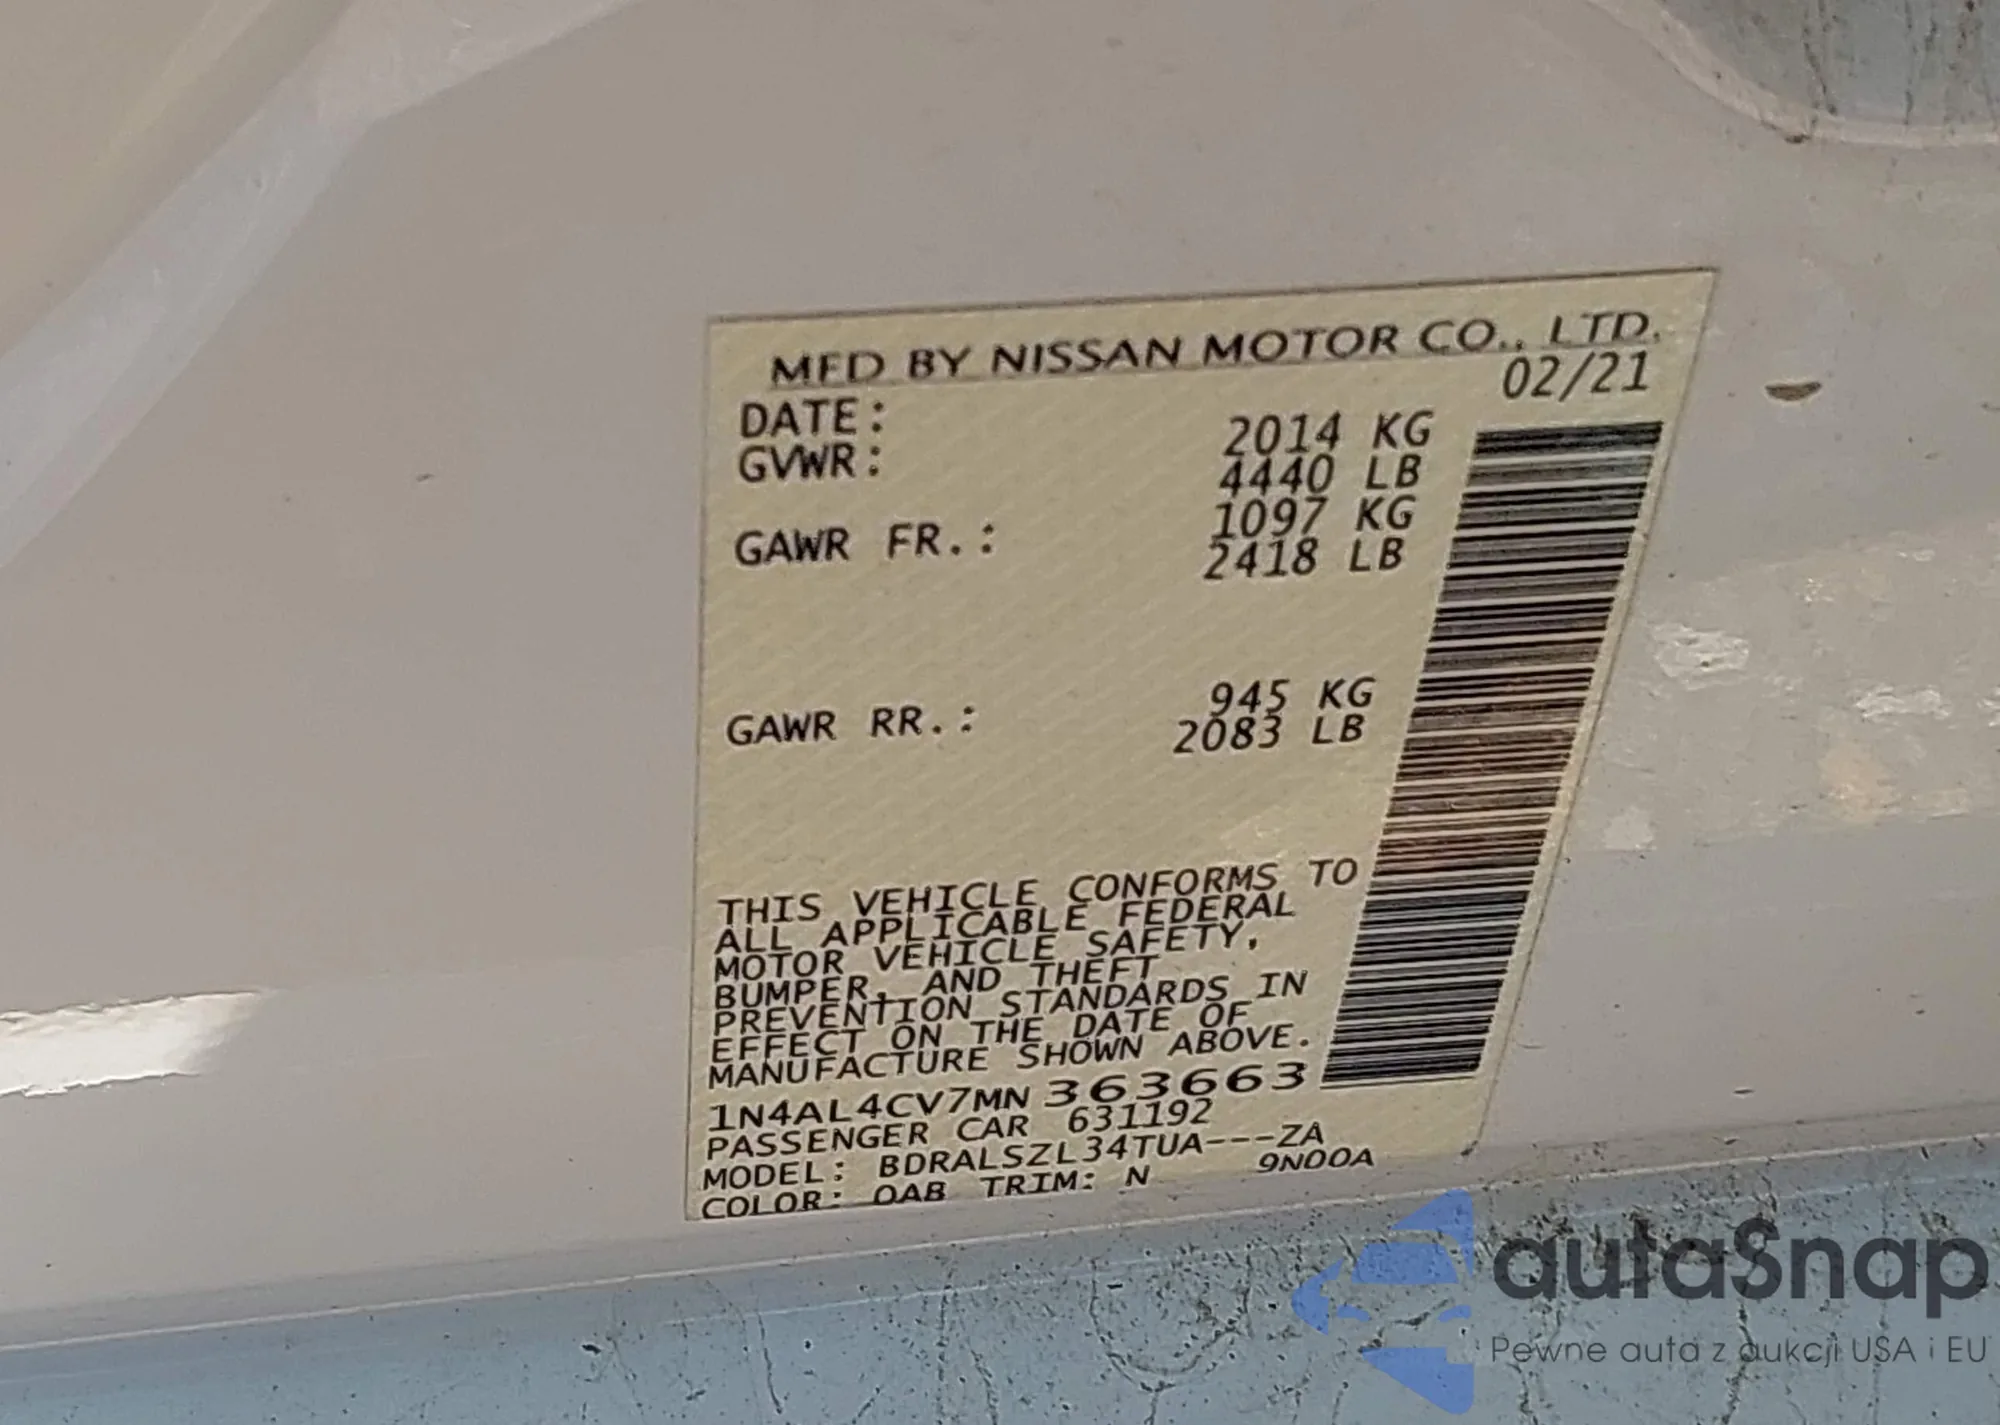 MFD BY NISSAN MOTOR CO., LTD.
DATE: 02/21
GVWR: 2014 KG
4440 LB
GAWR FR.: 1097 KG
2418 LB
GAWR RR.: 945 KG
2083 LB
THIS VEHICLE CONFORMS TO
ALL APPLICABLE FEDERAL
MOTOR VEHICLE SAFETY,
BUMPER, AND THEFT
PREVENTION STANDARDS IN
EFFECT ON THE DATE OF
MANUFACTURE SHOWN ABOVE.
1N4AL4CV7MN 363663
PASSENGER CAR 631192
MODEL: BDRALSZL34TUA---ZA
COLOR: QAB TRIM: N 9N00A
autaSnap
Pewne auta z aukcji USA i EU